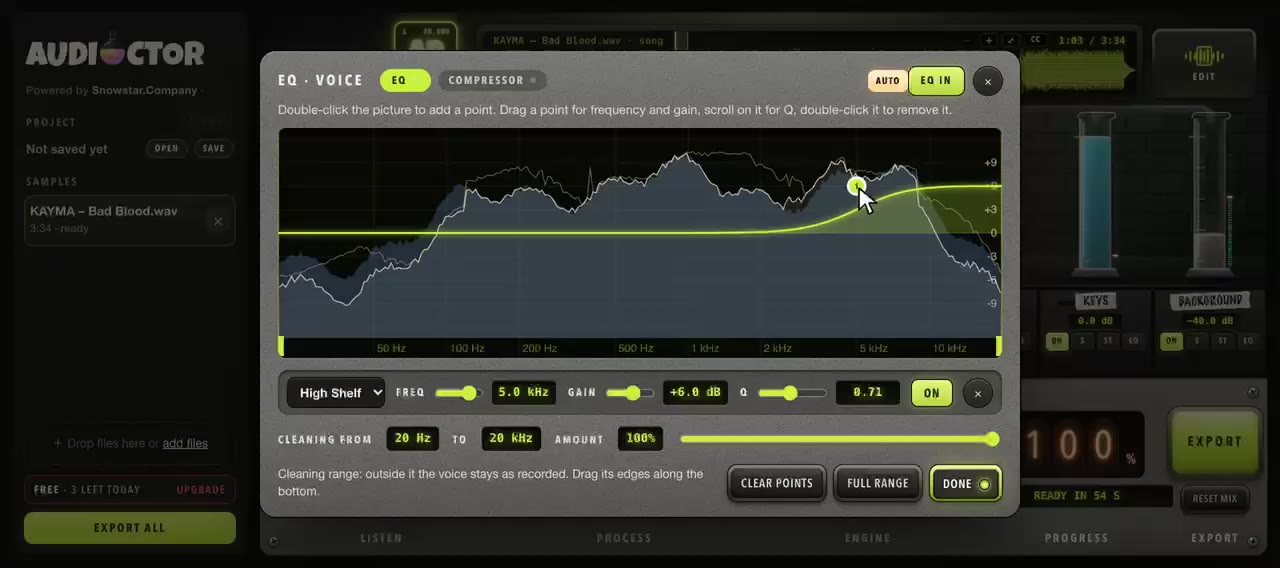 AUDI CTOR
Powered by Snowstar.Company ·
PROJECT
Not saved yet
OPEN
SAVE
SAMPLES
KAYMA – Bad Blood.wav
3:34 · ready
×
+ Drop files here or add files
FREE · 3 LEFT TODAY
UPGRADE
EXPORT ALL
KAYMA – Bad Blood.wav · song
CC
1:03 / 3:34
EDIT
EQ · VOICE
EQ
COMPRESSOR
AUTO
EQ IN
×
Double-click the picture to add a point. Drag a point for frequency and gain, scroll on it for Q, double-click it to remove it.
+9
+3
0
-3
-6
-9
1
50 Hz
100 Hz
200 Hz
500 Hz
1 kHz
2 kHz
5 kHz
10 kHz
High Shelf
FREQ
5.0 kHz
GAIN
+6.0 dB
Q
0.71
ON
×
CLEANING FROM
20 Hz
TO
20 kHz
AMOUNT
100%
Cleaning range: outside it the voice stays as recorded. Drag its edges along the
bottom.
CLEAR POINTS
FULL RANGE
DONE
KEYS
0.0 dB
ON
S
ST
EQ
BACKGROUND
-40.0 dB
ON
S
ST
EQ
100
%
EXPORT
READY IN 54 S
RESET MIX
LISTEN
PROCESS
ENGINE
PROGRESS
EXPORT